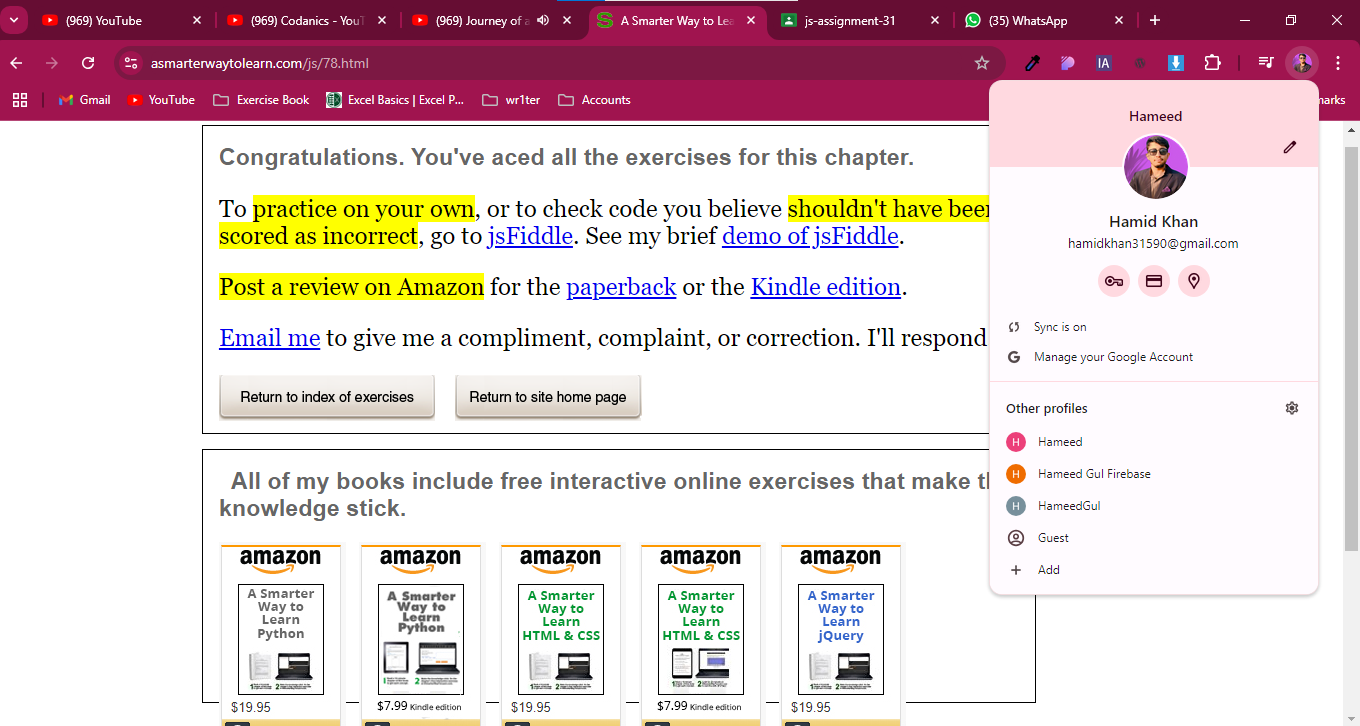 (969) YouTube
(969) Codanics - YouT
(969) Journey of a
A Smarter Way to Lea
js-assignment-31
(35) WhatsApp
asmarterwaytolearn.com/js/78.html
IA
Gmail
YouTube
Exercise Book
Excel Basics | Excel P...
wr1ter
Accounts
marks
Congratulations. You've aced all the exercises for this chapter.
To practice on your own, or to check code you believe shouldn't have been
scored as incorrect, go to jsFiddle. See my brief demo of jsFiddle.
Post a review on Amazon for the paperback or the Kindle edition.
Email me to give me a compliment, complaint, or correction. I'll respond
Return to index of exercises
Return to site home page
All of my books include free interactive online exercises that make th
knowledge stick.
amazon
A Smarter
Way to
Learn
Python
$19.95
amazon
A Smarter
Way to
Learn
Python
$7.99 Kindle edition
amazon
A Smarter
Way to
Learn
HTML & CSS
$19.95
amazon
A Smarter
Way to
Learn
HTML & CSS
$7.99 Kindle edition
amazon
A Smarter
Way to
Learn
jQuery
$19.95
Hameed
Hamid Khan
hamidkhan31590@gmail.com
Sync is on
G Manage your Google Account
Other profiles
H Hameed
H Hameed Gul Firebase
H HameedGul
Guest
Add